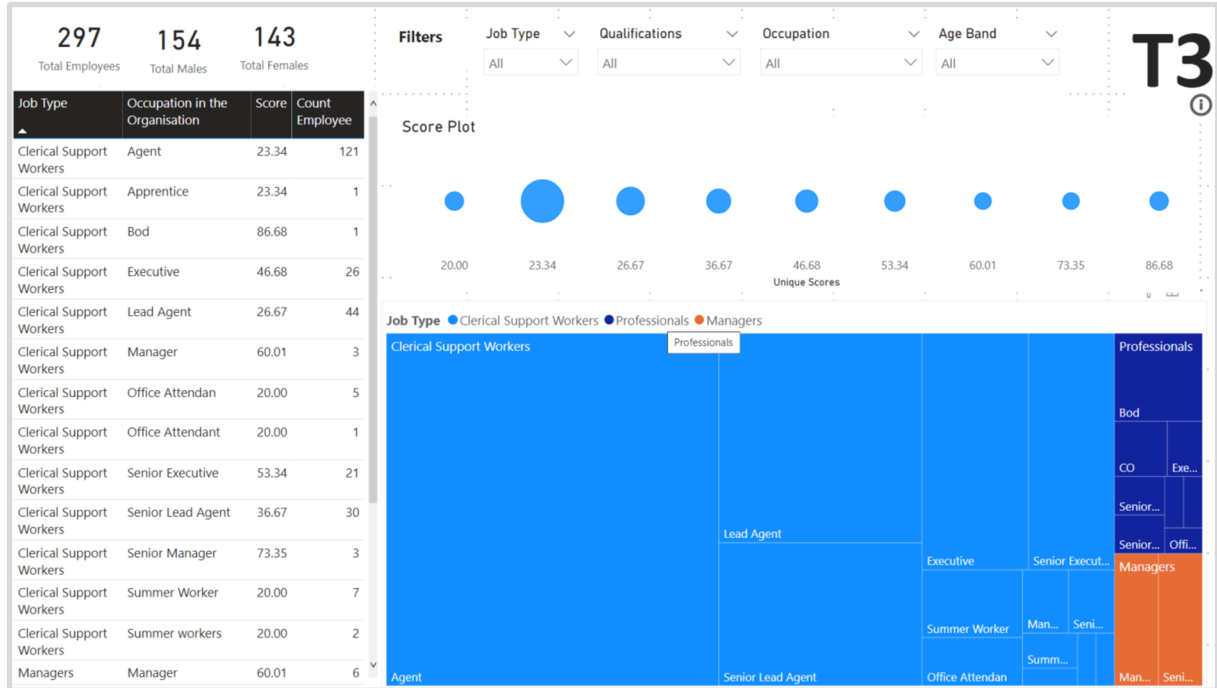 297
Total Employees
154
Total Males
143
Total Females
Filters
Job Type
All
Qualifications
All
Occupation
All
Age Band
All
T3
Job Type Occupation in the Organisation Score Count Employee
Clerical Support Workers Agent 23.34 121
Clerical Support Workers Apprentice 23.34 1
Clerical Support Workers Bod 86.68 1
Clerical Support Workers Executive 46.68 26
Clerical Support Workers Lead Agent 26.67 44
Clerical Support Workers Manager 60.01 3
Clerical Support Workers Office Attendan 20.00 5
Clerical Support Workers Office Attendant 20.00 1
Clerical Support Workers Senior Executive 53.34 21
Clerical Support Workers Senior Lead Agent 36.67 30
Clerical Support Workers Senior Manager 73.35 3
Clerical Support Workers Summer Worker 20.00 7
Clerical Support Workers Summer workers 20.00 2
Managers Manager 60.01 6
Score Plot
20.00 23.34 26.67 36.67 46.68 53.34 60.01 73.35 86.68
Unique Scores
Job Type Clerical Support Workers Professionals Managers
Professionals
Clerical Support Workers
Agent
Lead Agent
Senior Lead Agent
Executive
Senior Execut...
Summer Worker
Man...
Seni...
Office Attendan
Summ...
Professionals
Bod
CO
Exe...
Senior...
Senior...
Offi...
Managers
Man...
Seni...